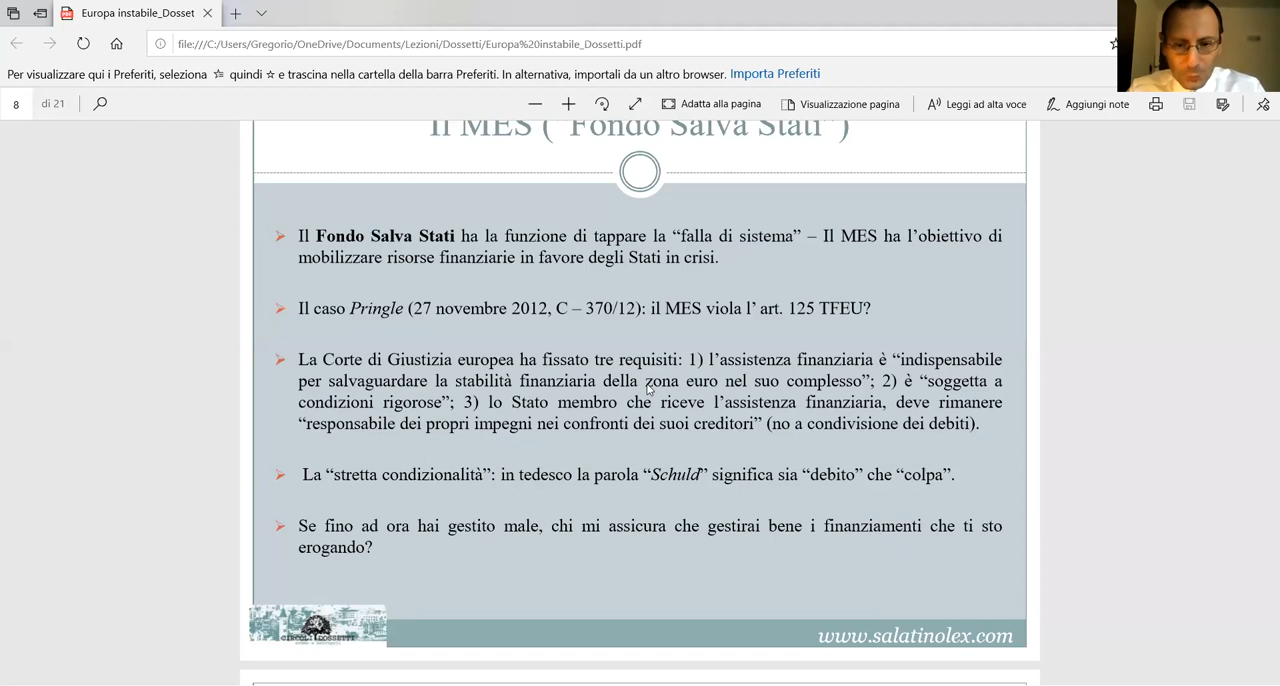 Europa instabile_Dosset
file:///C:/Users/Gregorio/OneDrive/Documents/Lezioni/Dossetti/Europa%20instabile_Dossetti.pdf
Per visualizzare qui i Preferiti, seleziona quindi e trascina nella cartella della barra Preferiti. In alternativa, importali da un altro browser. Importa Preferiti
8 di 21 Adatta alla pagina Visualizzazione pagina Leggi ad alta voce Aggiungi note
Il MES ("Fondo Salva Stati")
Il Fondo Salva Stati ha la funzione di tappare la “falla di sistema” – Il MES ha l’obiettivo di
mobilizzare risorse finanziarie in favore degli Stati in crisi.
Il caso Pringle (27 novembre 2012, C – 370/12): il MES viola l’ art. 125 TFEU?
La Corte di Giustizia europea ha fissato tre requisiti: 1) l’assistenza finanziaria è “indispensabile
per salvaguardare la stabilità finanziaria della zona euro nel suo complesso”; 2) è “soggetta a
condizioni rigorose”; 3) lo Stato membro che riceve l’assistenza finanziaria, deve rimanere
“responsabile dei propri impegni nei confronti dei suoi creditori” (no a condivisione dei debiti).
La “stretta condizionalità”: in tedesco la parola “Schuld” significa sia “debito” che “colpa”.
Se fino ad ora hai gestito male, chi mi assicura che gestirai bene i finanziamenti che ti sto
erogando?
CIRCOLI DOSSETTI
www.salatinolex.com